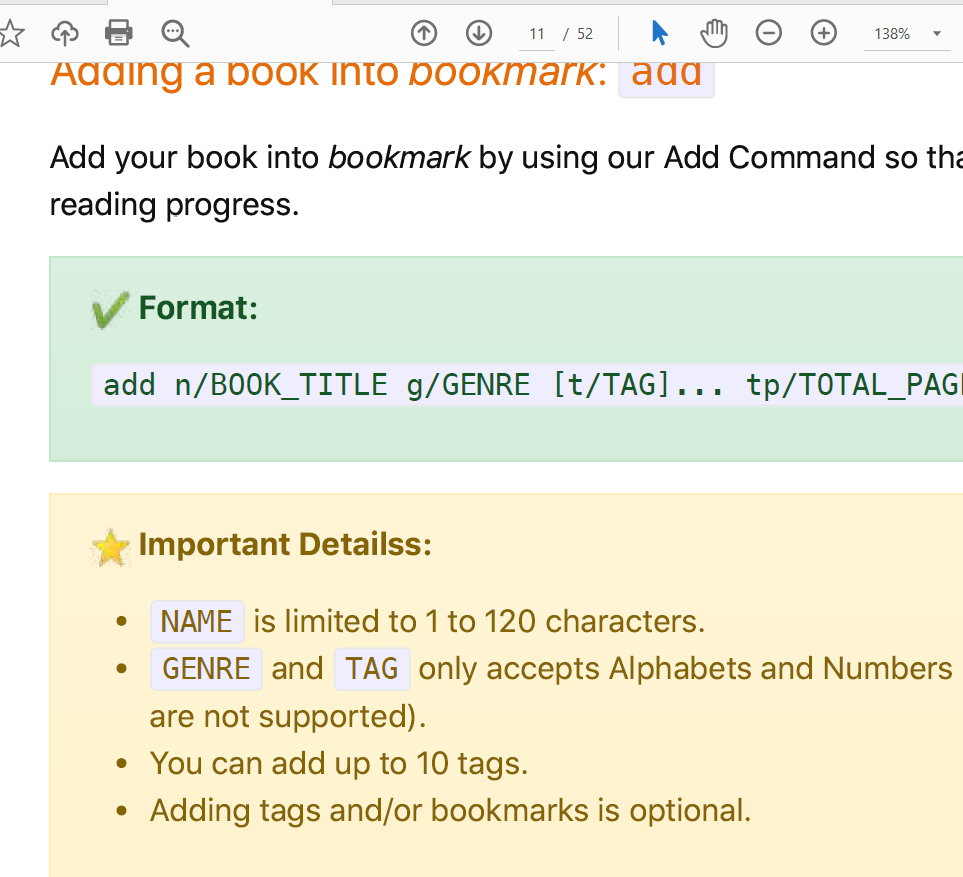 11 / 52 138%
Adding a book into bookmark: add
Add your book into bookmark by using our Add Command so tha
reading progress.
Format:
add n/BOOK_TITLE g/GENRE [t/TAG]... tp/TOTAL_PAG
Important Detailss:
• NAME is limited to 1 to 120 characters.
• GENRE and TAG only accepts Alphabets and Numbers
are not supported).
• You can add up to 10 tags.
• Adding tags and/or bookmarks is optional.